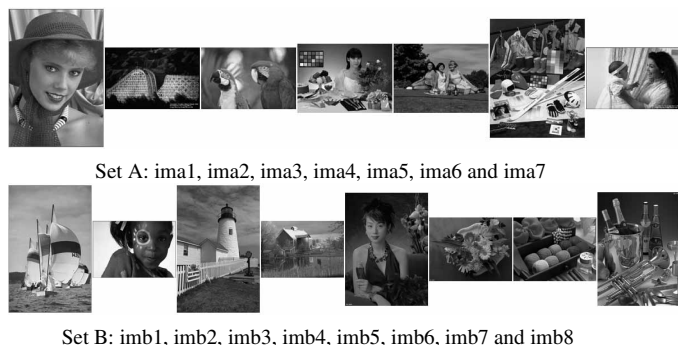 Set A: ima1, ima2, ima3, ima4, ima5, ima6 and ima7
Set B: imb1, imb2, imb3, imb4, imb5, imb6, imb7 and imb8